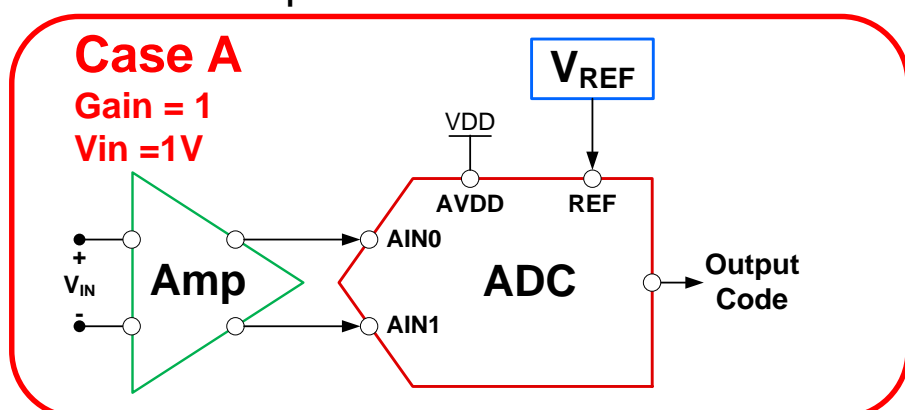 Case A
Gain = 1
Vin =1V
VREF
VDD
AVDD
REF
+
VIN
-
Amp
AIN0
AIN1
ADC
Output
Code